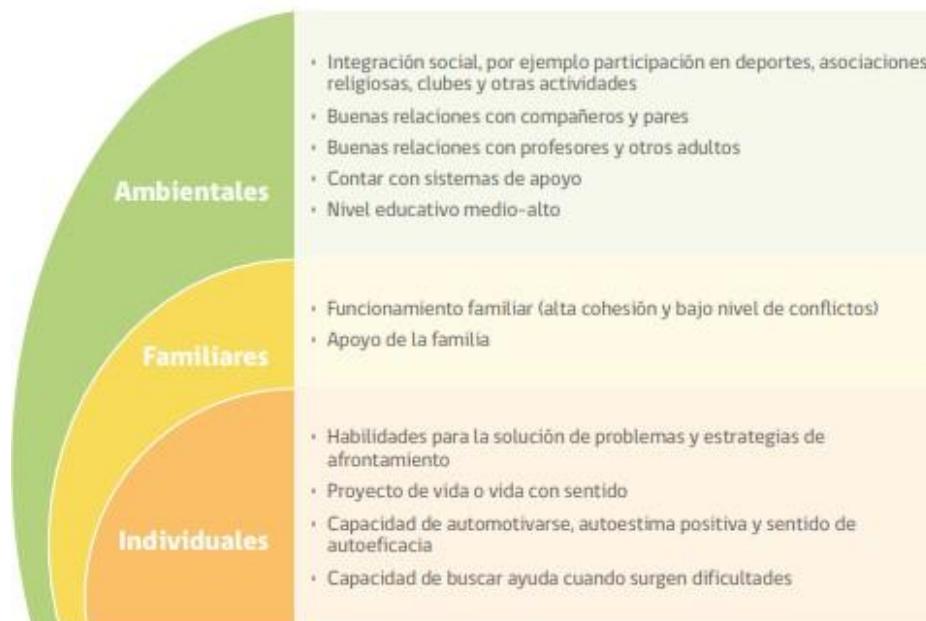 Ambientales
• Integración social, por ejemplo participación en deportes, asociaciones
religiosas, clubes y otras actividades
• Buenas relaciones con compañeros y pares
• Buenas relaciones con profesores y otros adultos
• Contar con sistemas de apoyo
• Nivel educativo medio-alto
Familiares
• Funcionamiento familiar (alta cohesión y bajo nivel de conflictos)
• Apoyo de la familia
Individuales
• Habilidades para la solución de problemas y estrategias de
afrontamiento
• Proyecto de vida o vida con sentido
• Capacidad de automotivarse, autoestima positiva y sentido de
autoeficacia
• Capacidad de buscar ayuda cuando surgen dificultades